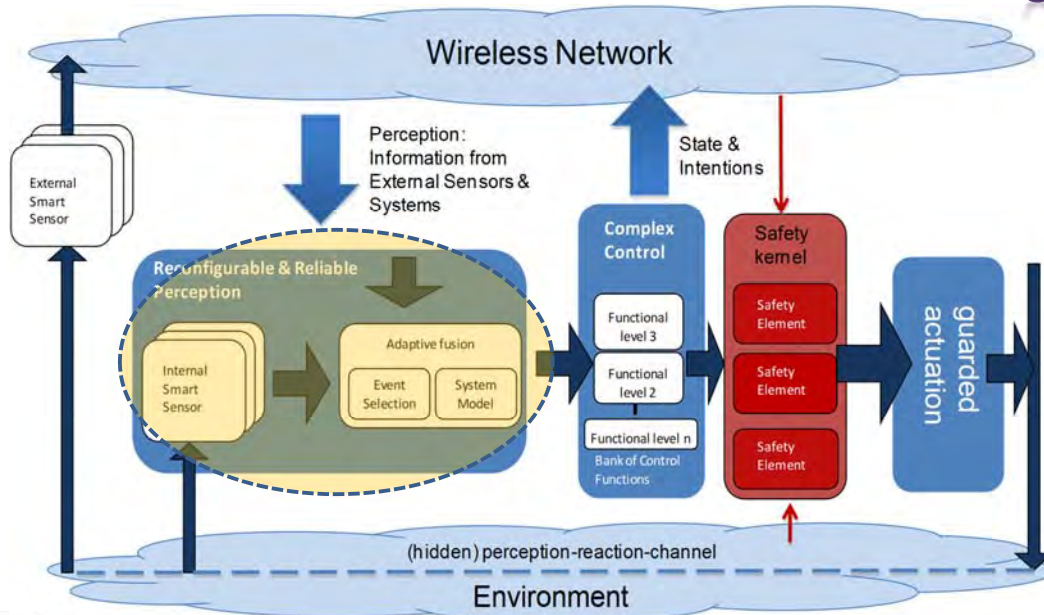 Wireless Network
Perception:
Information from
External Sensors &
Systems
State &
Intentions
External
Smart
Sensor
Reconfigurable & Reliable
Perception
Internal
Smart
Sensor
Adaptive fusion
Event
Selection
System
Model
Complex
Control
Functional
level 3
Functional
level 2
Functional level n
Bank of Control
Functions
Safety
kernel
Safety
Element
Safety
Element
Safety
Element
guarded
actuation
(hidden) perception-reaction-channel
Environment